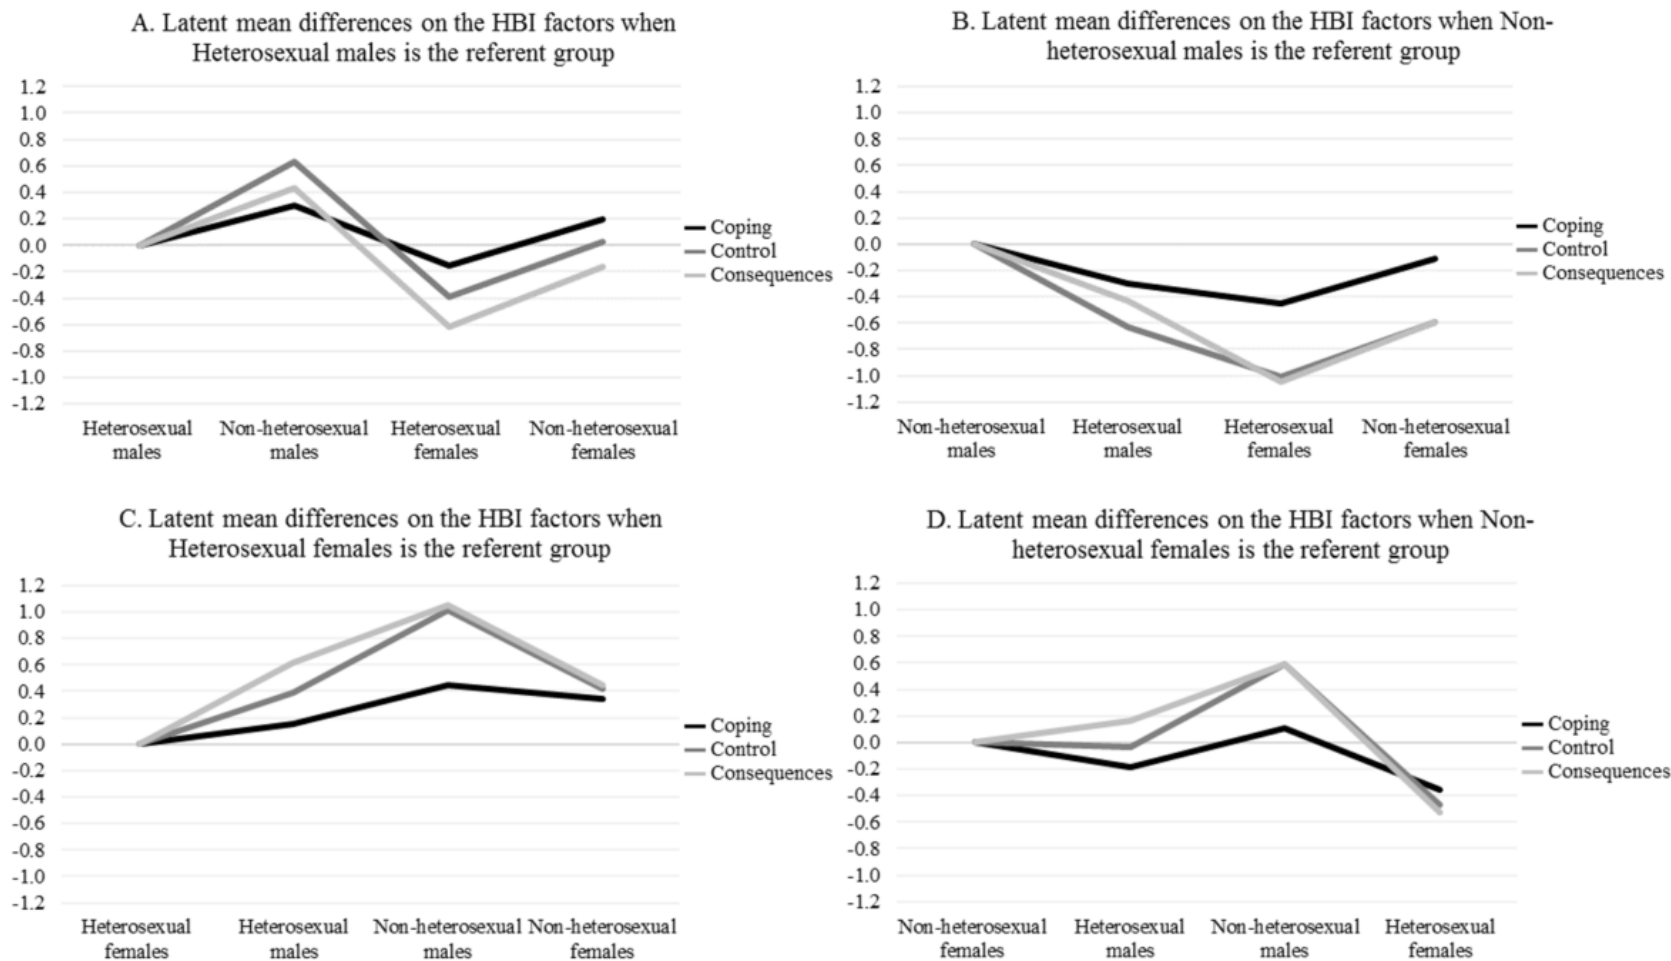 A. Latent mean differences on the HBI factors when
Heterosexual males is the referent group
1.2
1.0
0.8
0.6
0.4
0.2
0.0
-0.2
-0.4
-0.6
-0.8
-1.0
-1.2
Coping
Control
Consequences
Heterosexual Non-heterosexual Heterosexual Non-heterosexual
males males females females
B. Latent mean differences on the HBI factors when Non-
heterosexual males is the referent group
1.2
1.0
0.8
0.6
0.4
0.2
0.0
-0.2
-0.4
-0.6
-0.8
-1.0
-1.2
Coping
Control
Consequences
Non-heterosexual Heterosexual Heterosexual Non-heterosexual
males males females females
C. Latent mean differences on the HBI factors when
Heterosexual females is the referent group
1.2
1.0
0.8
0.6
0.4
0.2
0.0
-0.2
-0.4
-0.6
-0.8
-1.0
-1.2
Coping
Control
Consequences
Heterosexual Heterosexual Non-heterosexual Non-heterosexual
females males males females
D. Latent mean differences on the HBI factors when Non-
heterosexual females is the referent group
1.2
1.0
0.8
0.6
0.4
0.2
0.0
-0.2
-0.4
-0.6
-0.8
-1.0
-1.2
Coping
Control
Consequences
Non-heterosexual Heterosexual Non-heterosexual Heterosexual
females males males females